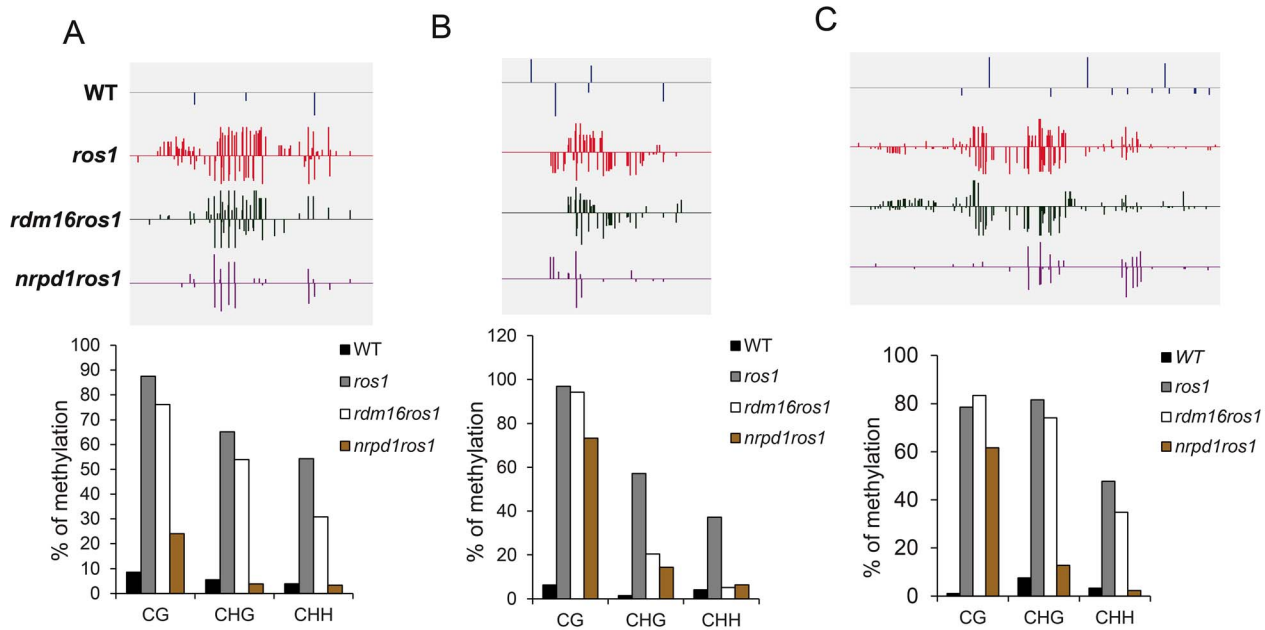 A
B
C
WT
ros1
rdm16ros1
nrpd1ros1
% of methylation
100
90
80
70
60
50
40
30
20
10
0
CG CHG CHH
WT
ros1
rdm16ros1
nrpd1ros1
% of methylation
120
100
80
60
40
20
0
CG CHG CHH
WT
ros1
rdm16ros1
nrpd1ros1
% of methylation
100
80
60
40
20
0
CG CHG CHH
WT
ros1
rdm16ros1
nrpd1ros1